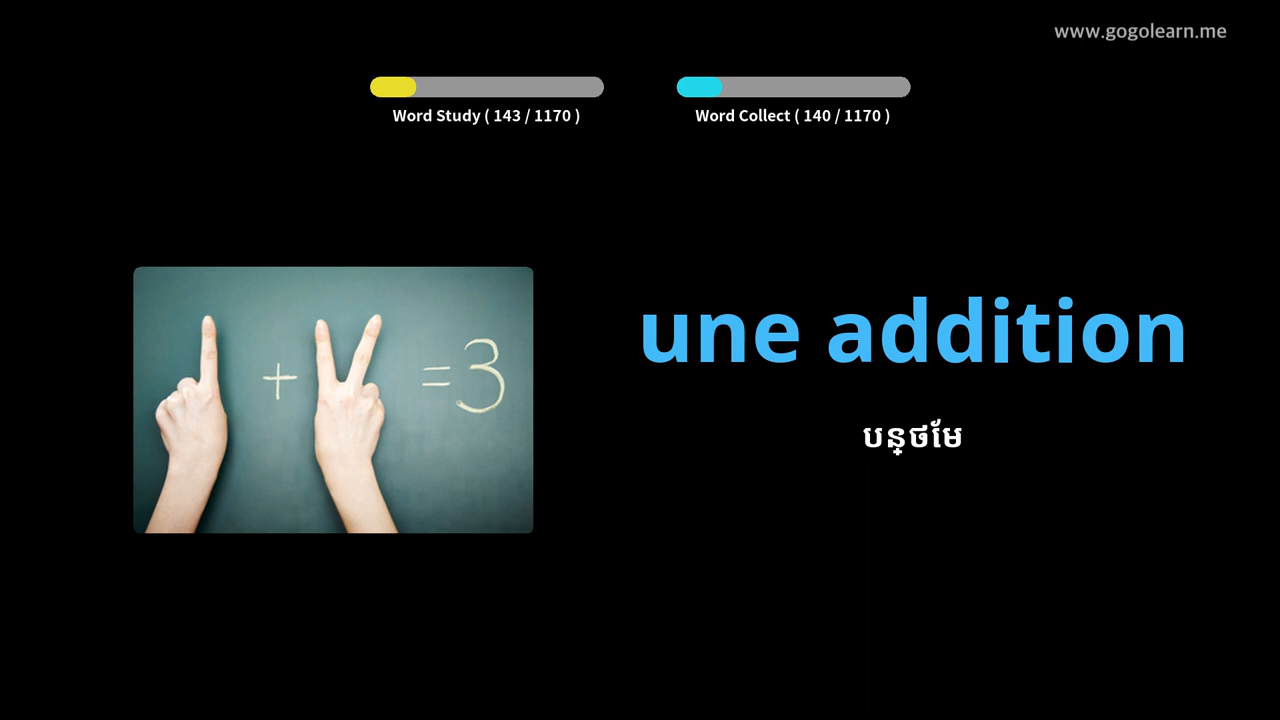 www.gogolearn.me
Word Study ( 143 / 1170 )
Word Collect ( 140 / 1170 )
+ = 3
une addition
បន្ថមែ